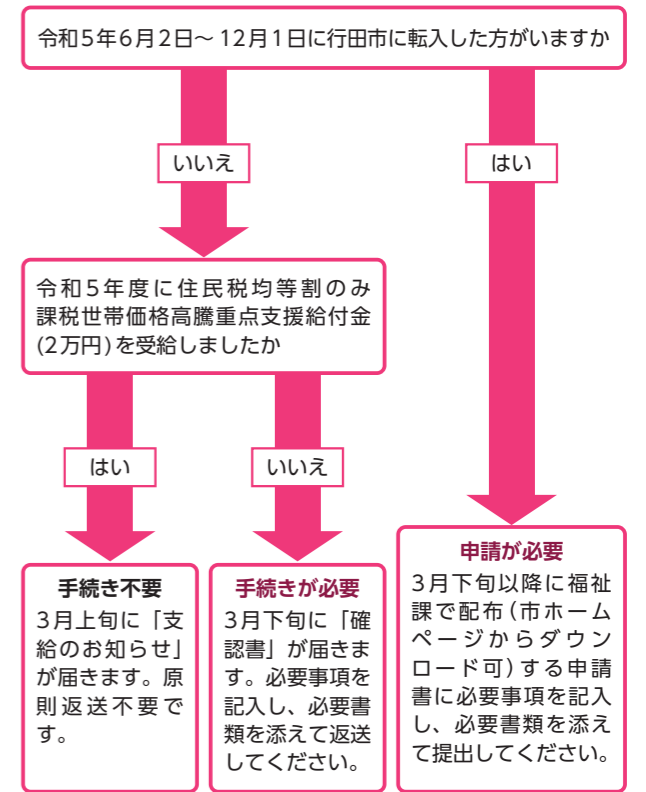 令和5年6月2日～12月1日に行田市に転入した方がいますか
いいえ
はい
令和5年度に住民税均等割のみ
課税世帯価格高騰重点支援給付金
(2万円)を受給しましたか
はい
いいえ
手続き不要
3月上旬に「支
給のお知らせ」
が届きます。原
則返送不要で
す。
手続きが必要
3月下旬に「確
認書」が届きま
す。必要事項を
記入し、必要書
類を添えて返送
してください。
申請が必要
3月下旬以降に福祉
課で配布(市ホーム
ページからダウン
ロード可)する申請
書に必要事項を記入
し、必要書類を添え
て提出してください。